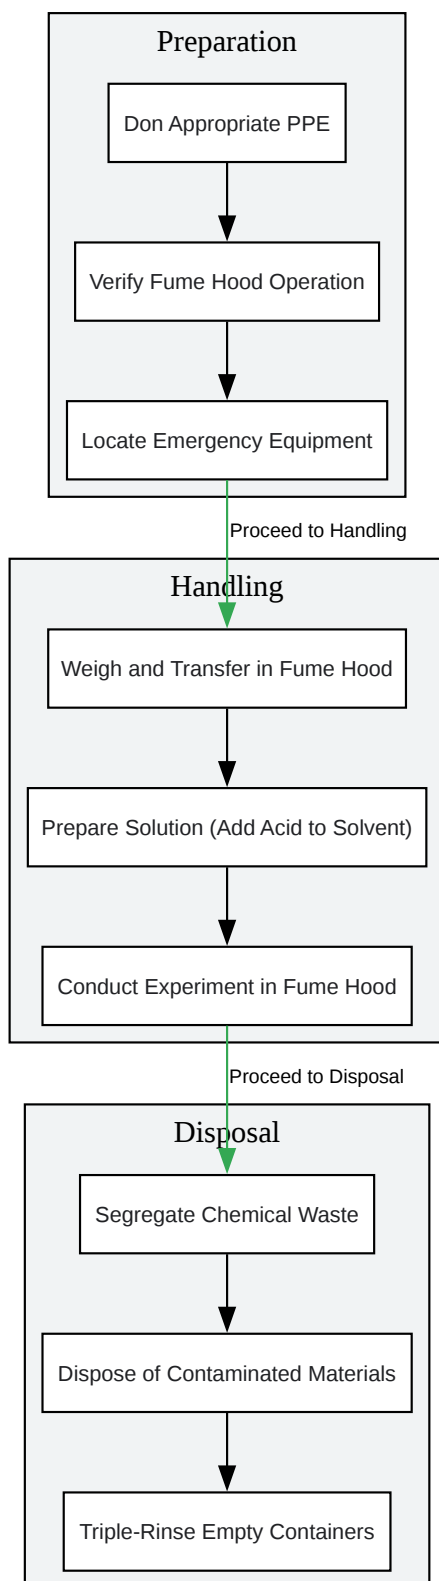 Preparation
Don Appropriate PPE
Verify Fume Hood Operation
Locate Emergency Equipment
Proceed to Handling
Handling
Weigh and Transfer in Fume Hood
Prepare Solution (Add Acid to Solvent)
Conduct Experiment in Fume Hood
Proceed to Disposal
Disposal
Segregate Chemical Waste
Dispose of Contaminated Materials
Triple-Rinse Empty Containers